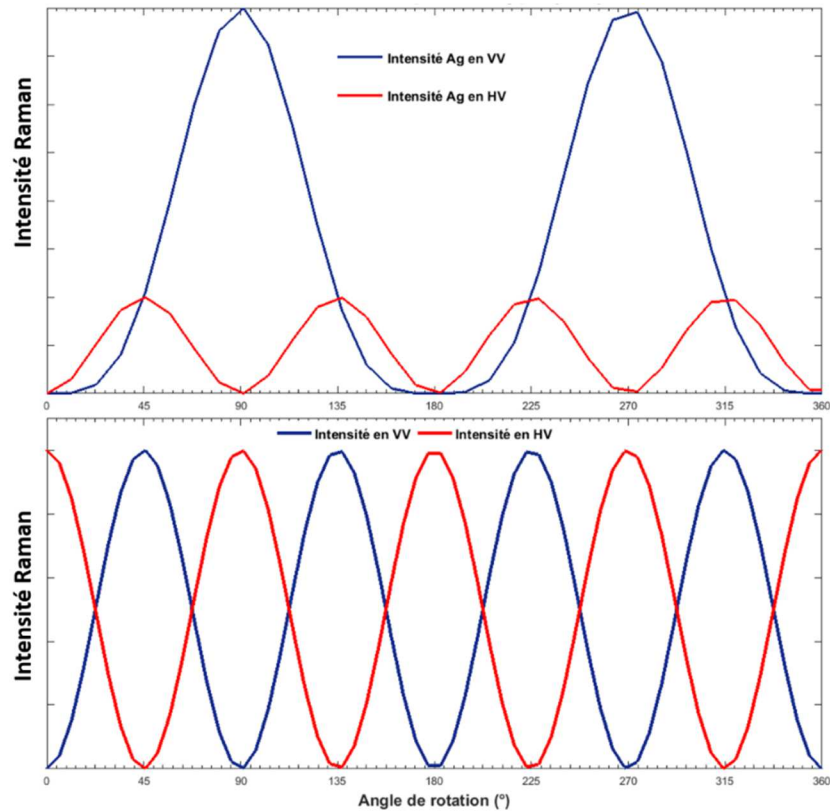 Intensité Raman
Intensité Ag en VV
Intensité Ag en HV
0 45 90 135 180 225 270 315 360
Intensité Raman
Intensité en VV Intensité en HV
0 45 90 135 180 225 270 315 360
Angle de rotation (°)